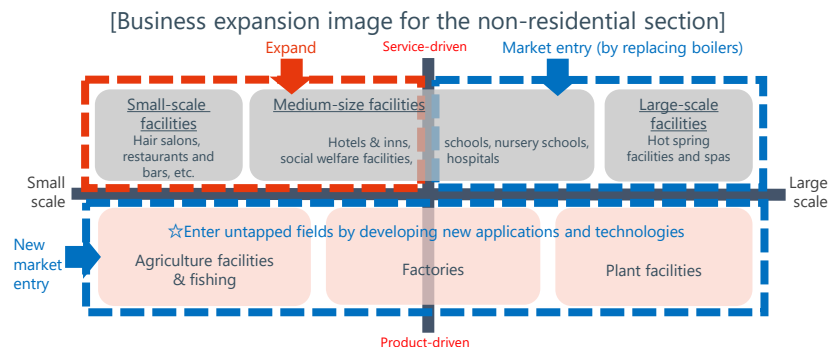 [Business expansion image for the non-residential section]
Expand
Service-driven
Market entry (by replacing boilers)
Small-scale
facilities
Hair salons,
restaurants and
bars, etc.
Medium-size facilities
Hotels & inns,
social welfare facilities,
schools, nursery schools,
hospitals
Large-scale
facilities
Hot spring
facilities and spas
Small
scale
Large
scale
New
market
entry
☆Enter untapped fields by developing new applications and technologies
Agriculture facilities
& fishing
Factories
Plant facilities
Product-driven